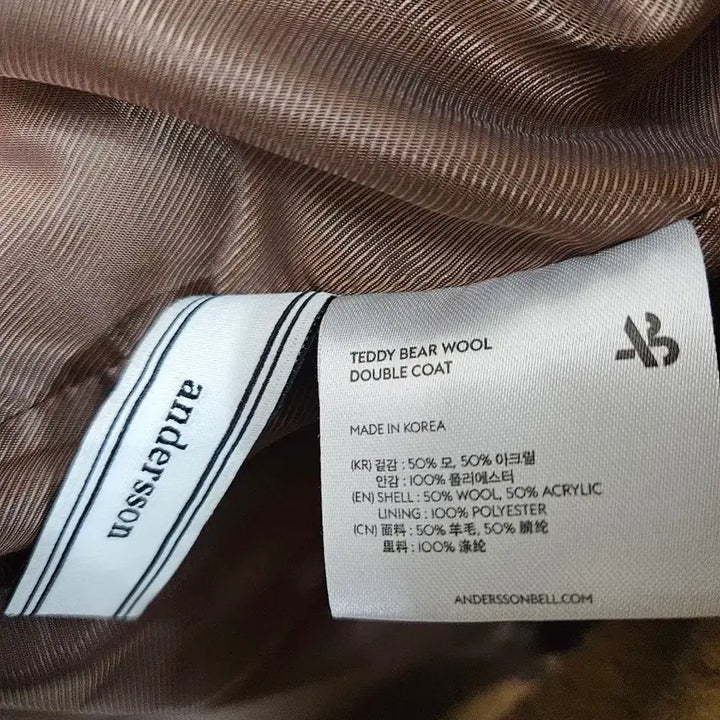 andersson
AB
TEDDY BEAR WOOL
DOUBLE COAT
MADE IN KOREA
(KR) 겉감 : 50% 모, 50% 아크릴
안감 : 100% 폴리에스터
(EN) SHELL : 50% WOOL, 50% ACRYLIC
LINING : 100% POLYESTER
(CN) 面料 : 50% 羊毛, 50% 腈纶
里料 : 100% 涤纶
ANDERSSONBELL.COM